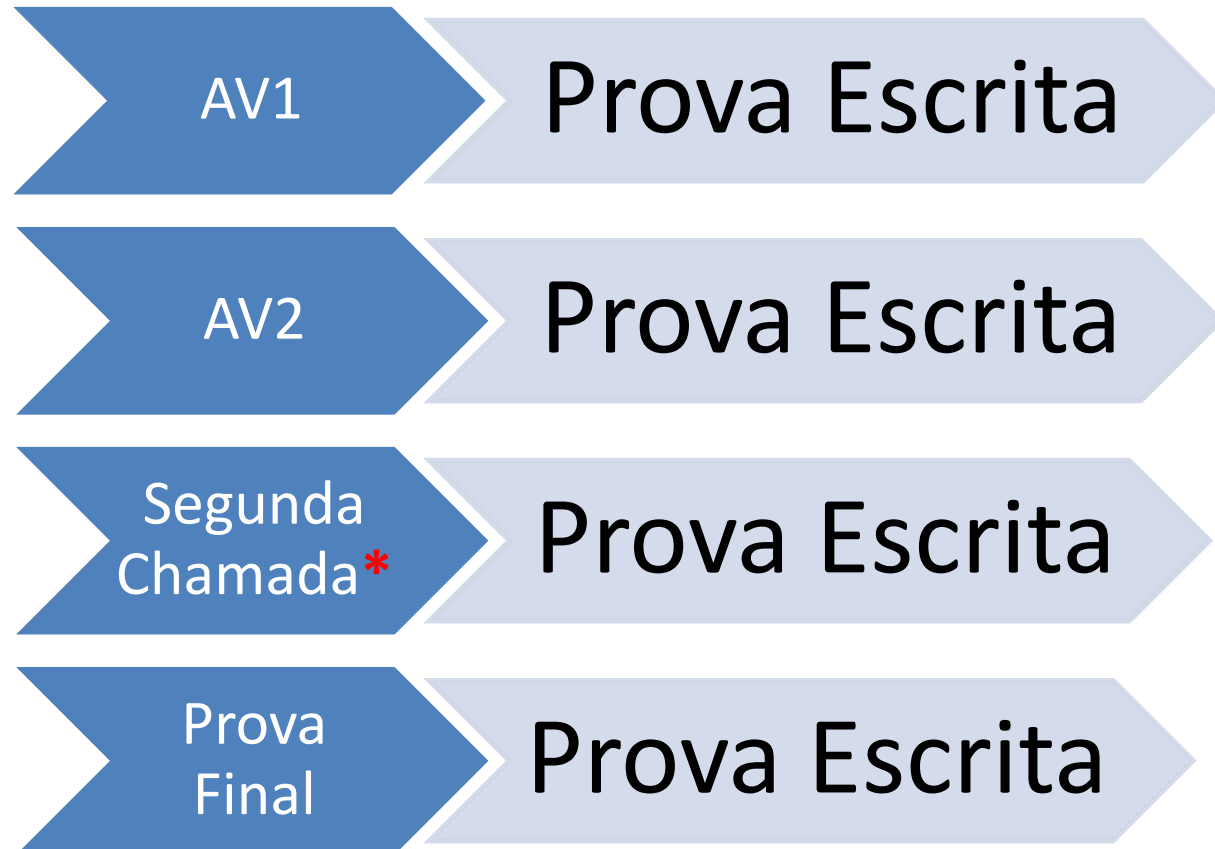 AV1
Prova Escrita
AV2
Prova Escrita
Segunda
Chamada*
Prova Escrita
Prova
Final
Prova Escrita